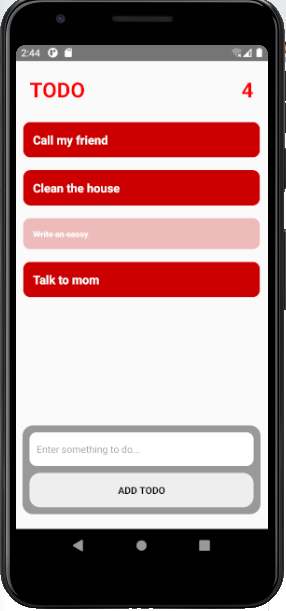 2:44
TODO 4
Call my friend
Clean the house
Write an eassy
Talk to mom
Enter something to do...
ADD TODO